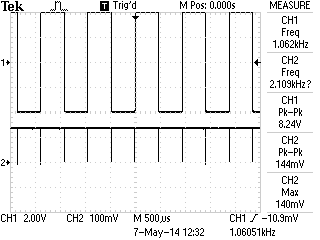 Tek Trig'd M Pos: 0.000s MEASURE
CH1
Freq
1.062kHz
CH2
Freq
2.109kHz?
CH1
Pk-Pk
8.24V
CH2
Pk-Pk
144mV
CH2
Max
140mV
1
2
CH1 2.00V CH2 100mV M 500µs CH1 / -10.9mV
7-May-14 12:32 1.06051kHz